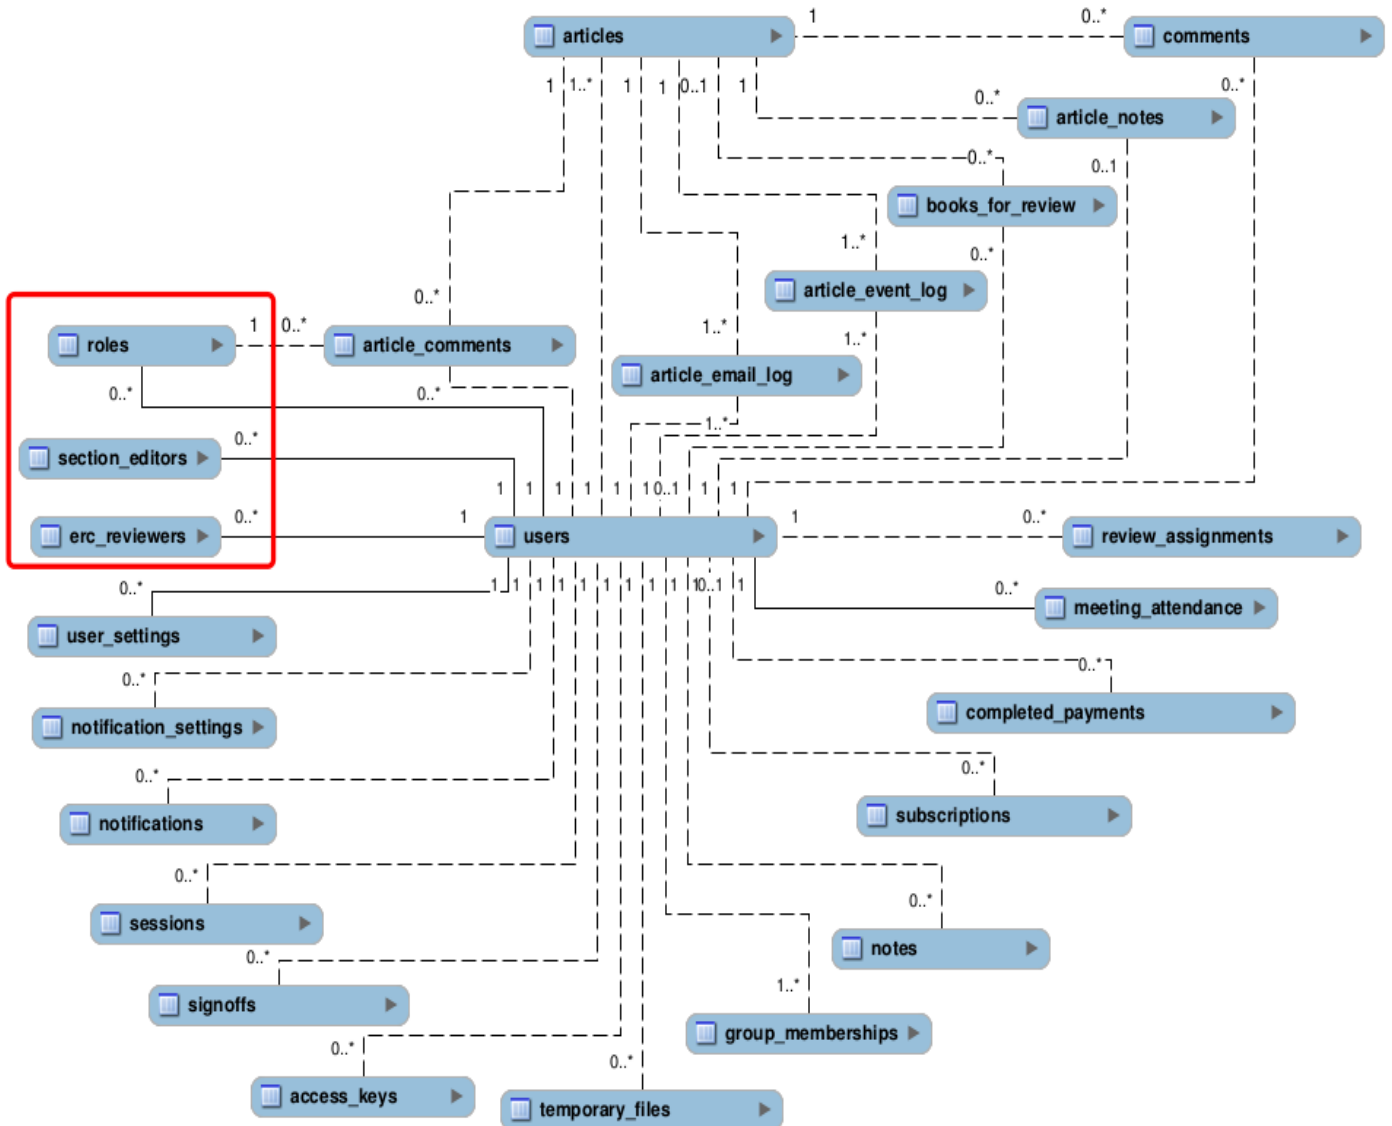 articles
1
0..*
comments
1
1..*
1
1
0..1
1
0..*
0..*
article_notes
0..*
0..1
books_for_review
1..*
0..*
article_event_log
0..*
1..*
1..*
roles
1
0..*
article_comments
article_email_log
0..*
0..*
1..*
0..*
section_editors
1
1
1
1
1
1
0..1
1
1
0..*
1
erc_reviewers
users
1
0..*
review_assignments
1
1
1
1
1
1
1
1
1
0..1
1
0..*
0..*
meeting_attendance
user_settings
0..*
0..*
notification_settings
completed_payments
0..*
0..*
notifications
subscriptions
0..*
0..*
sessions
notes
0..*
1..*
signoffs
group_memberships
0..*
0..*
access_keys
temporary_files